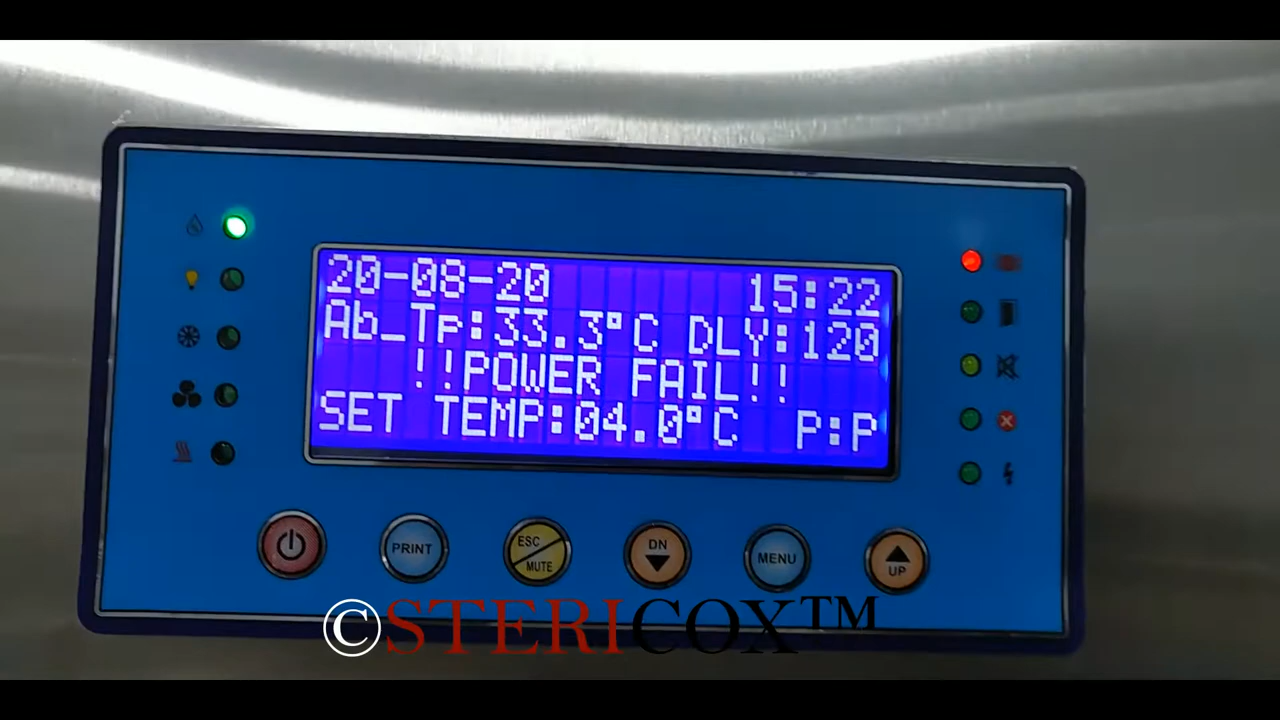 20-08-20 15:22
Ab_Tp:33.3°C DLY:120
!!POWER FAIL!!
SET TEMP:04.0°C P:P
PRINT
ESC
MUTE
DN
MENU
UP
©STERICOX™